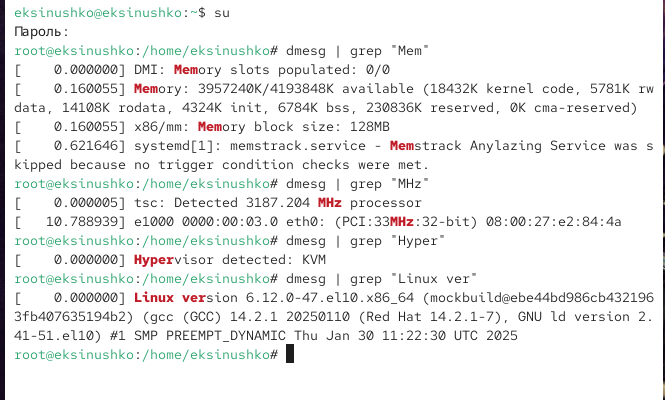 eksinushko@eksinushko:~$ su
Пароль:
root@eksinushko:/home/eksinushko# dmesg | grep "Mem"
[    0.000000] DMI: Memory slots populated: 0/0
[    0.160055] Memory: 3957240K/4193848K available (18432K kernel code, 5781K rw
data, 14108K rodata, 4324K init, 6784K bss, 230836K reserved, 0K cma-reserved)
[    0.160055] x86/mm: Memory block size: 128MB
[    0.621646] systemd[1]: memstrack.service - Memstrack Anylazing Service was s
kipped because no trigger condition checks were met.
root@eksinushko:/home/eksinushko# dmesg | grep "MHz"
[    0.000005] tsc: Detected 3187.204 MHz processor
[   10.788939] e1000 0000:00:03.0 eth0: (PCI:33MHz:32-bit) 08:00:27:e2:84:4a
root@eksinushko:/home/eksinushko# dmesg | grep "Hyper"
[    0.000000] Hypervisor detected: KVM
root@eksinushko:/home/eksinushko# dmesg | grep "Linux ver"
[    0.000000] Linux version 6.12.0-47.el10.x86_64 (mockbuild@ebe44bd986cb432196
3fb407635194b2) (gcc (GCC) 14.2.1 20250110 (Red Hat 14.2.1-7), GNU ld version 2.
41-51.el10) #1 SMP PREEMPT_DYNAMIC Thu Jan 30 11:22:30 UTC 2025
root@eksinushko:/home/eksinushko#